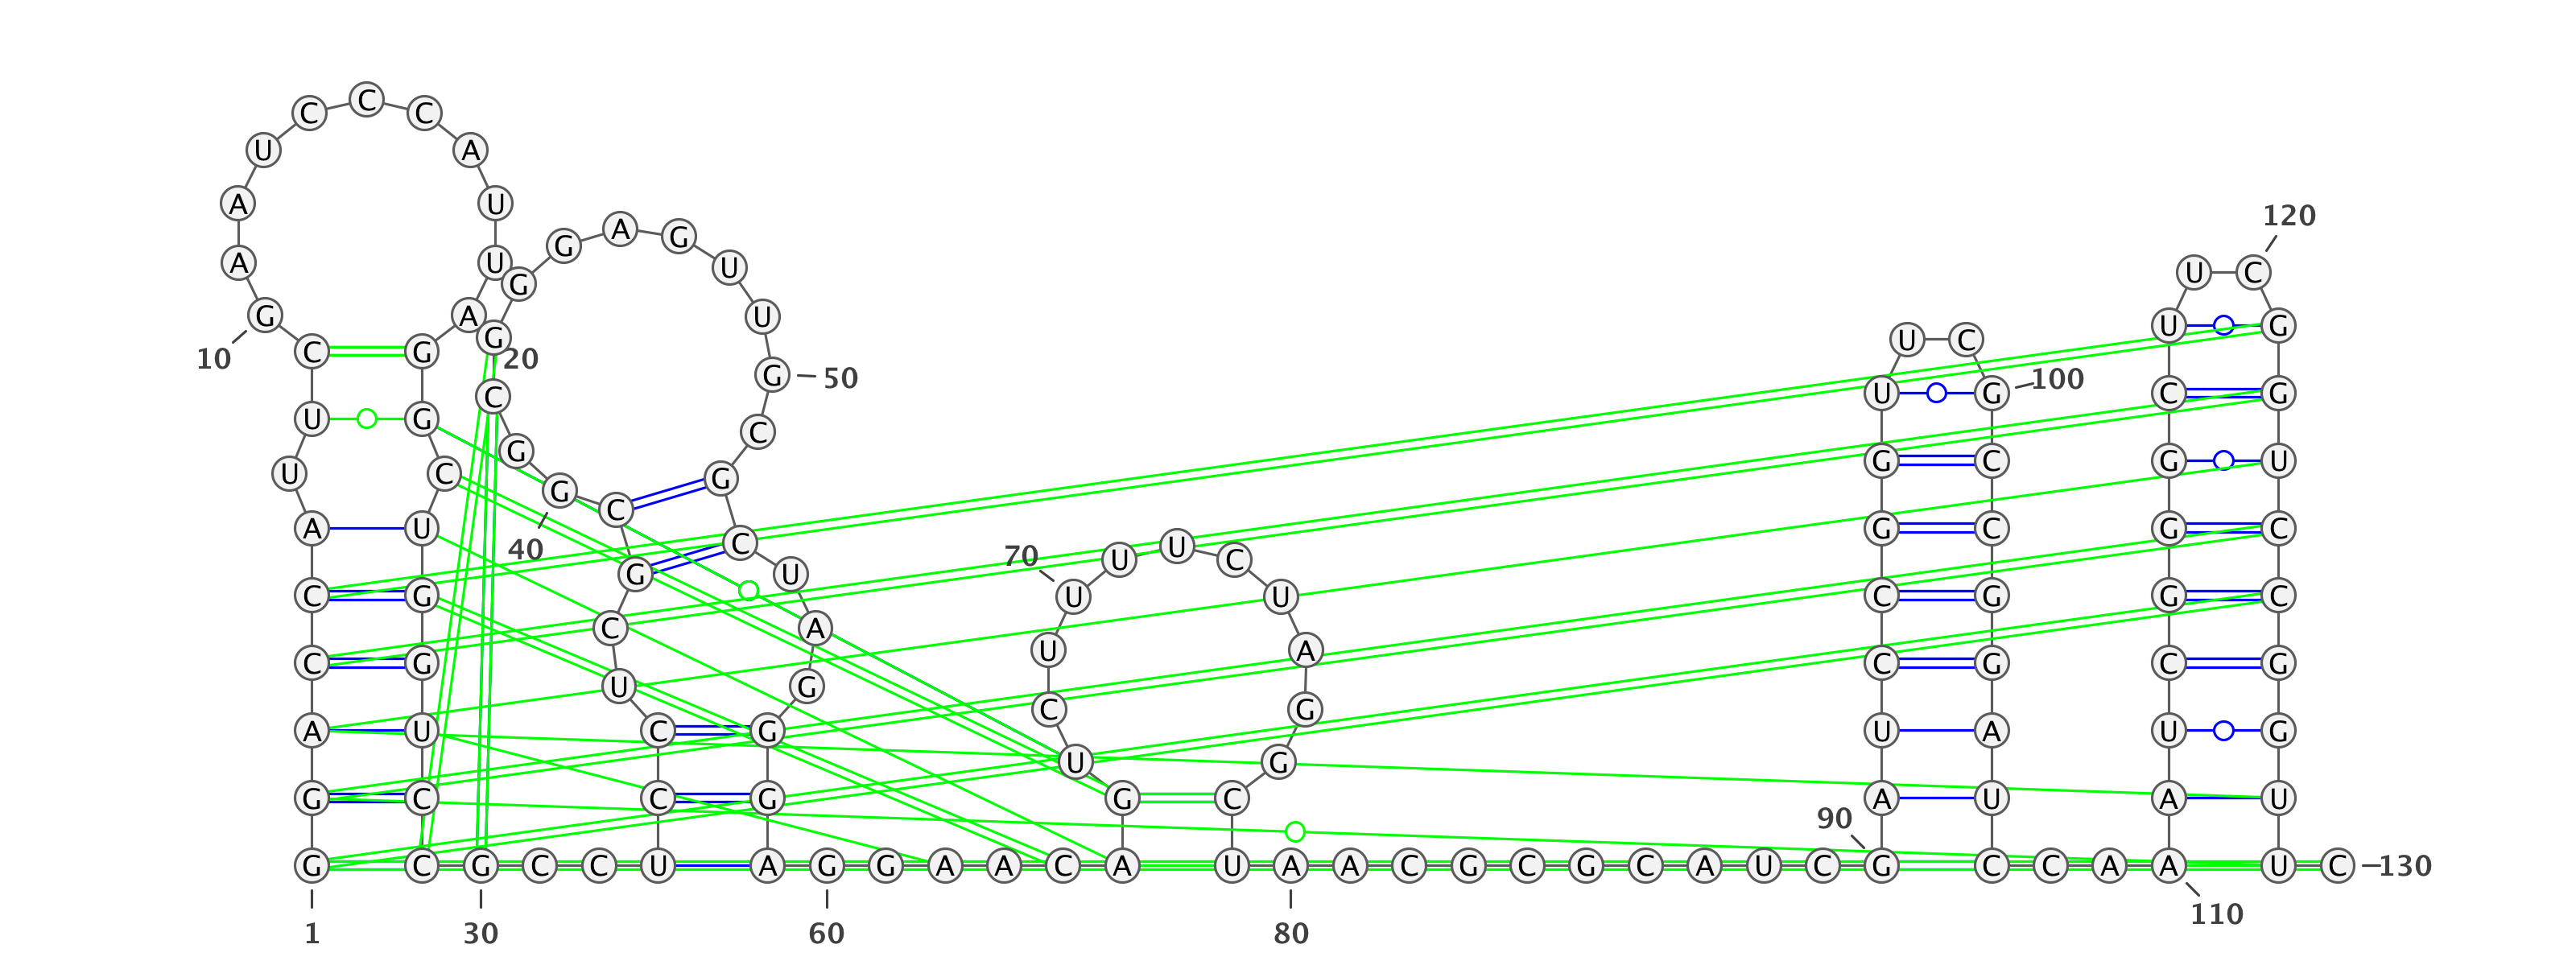 C
C C
U A
A U
120
A G
G
A U U U C
G
G A U U G
G U C
C G
10 20 G 50 100
C U G C G
U G C
G G C G U
U C G
G C
A U G C G C
C
40 70 U U C
G U
C G U U C G G C
C A
U A
C G C G C G
U G
C G
A U C G U A U G
U G
G C C G G C A U A U
90
G C G C C U A G G A A C A U A A C G C G C A U C G C C A A U C 130
110
1 30 60 80